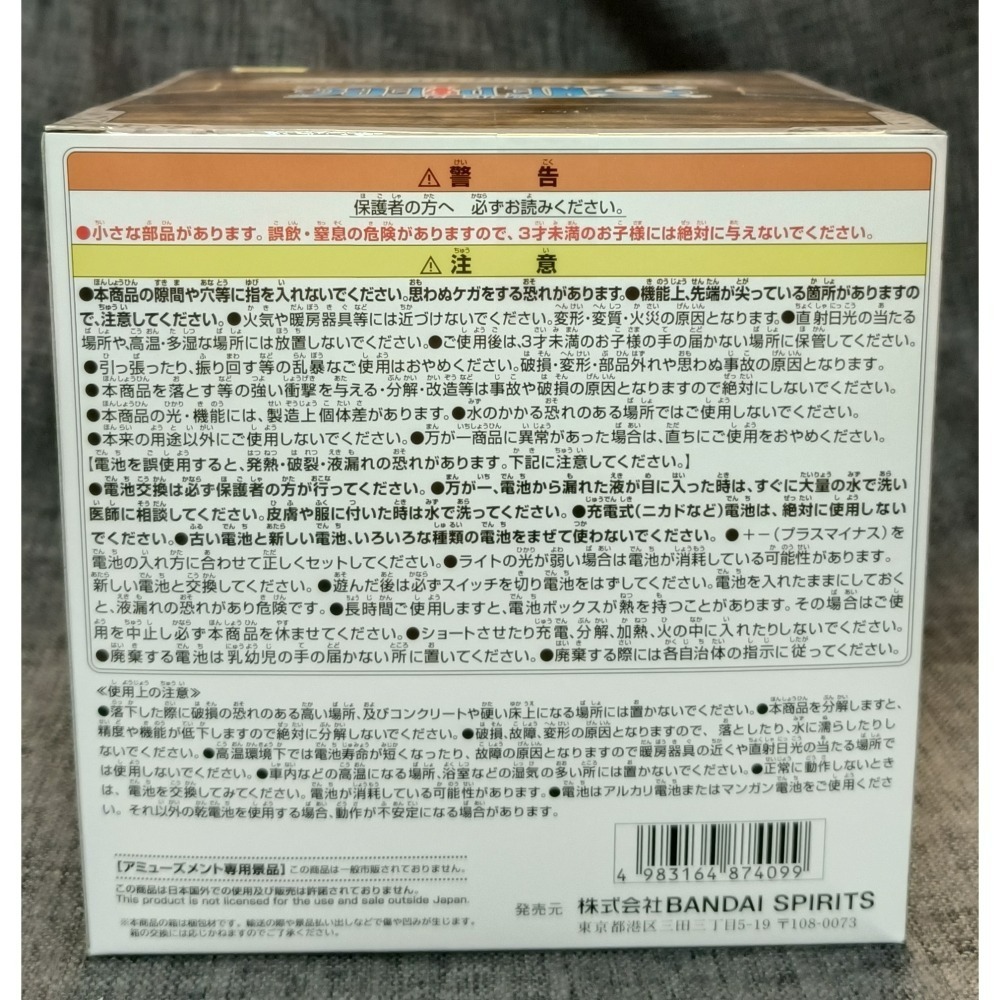 ⚠警告
保護者の方へ 必ずお読みください。
●小さな部品があります。誤飲・窒息の危険がありますので、3才未満のお子様には絶対に与えないでください。
⚠注意
●本商品の隙間や穴等に指を入れないでください。思わぬケガをする恐れがあります。●機能上、先端が尖っている箇所がありますの
で、注意してください。●火気や暖房器具等には近づけないでください。変形・変質・火災の原因となります。●直射日光の当たる
場所や、高温・多湿な場所には放置しないでください。●ご使用後は、3才未満のお子様の手の届かない場所に保管してください。
●引っ張ったり、振り回す等の乱暴なご使用はおやめください。破損・変形・部品外れや思わぬ事故の原因となります。
●本商品を落とす等の強い衝撃を与える・分解・改造等は事故や破損の原因となりますので絶対にしないでください。
●本商品の光・機能には、製造上個体差があります。●水のかかる恐れのある場所ではご使用しないでください。
●本来の用途以外にご使用しないでください。●万が一商品に異常があった場合は、直ちにご使用をおやめください。
【電池を誤使用すると、発熱・破裂・液漏れの恐れがあります。下記に注意してください。】
●電池交換は必ず保護者の方が行ってください。●万が一、電池から漏れた液が目に入った時は、すぐに大量の水で洗い
医師に相談してください。皮膚や服に付いた時は水で洗ってください。●充電式(ニカドなど)電池は、絶対に使用しない
でください。●古い電池と新しい電池、いろいろな種類の電池をまぜて使わないでください。●+−(プラスマイナス)を
電池の入れ方に合わせて正しくセットしてください。●ライトの光が弱い場合は電池が消耗している可能性があります。
新しい電池と交換してください。●遊んだ後は必ずスイッチを切り電池をはずしてください。電池を入れたままにしておく
と、液漏れの恐れがあり危険です。●長時間ご使用しますと、電池ボックスが熱を持つことがあります。その場合はご使
用を中止し必ず本商品を休ませてください。●ショートさせたり充電、分解、加熱、火の中に入れたりしないでください。
●廃棄する電池は乳幼児の手の届かない所に置いてください。●廃棄する際には各自治体の指示に従ってください。
≪使用上の注意≫
●落下した際に破損の恐れのある高い場所、及びコンクリートや硬い床上になる場所には置かないでください。●本商品を分解しますと、
精度や機能が低下しますので絶対に分解しないでください。●破損、故障、変形の原因となりますので、落としたり、水に濡らしたりし
ないでください。●高温環境下では電池寿命が短くなったり、故障の原因となりますので暖房器具の近くや直射日光の当たる場所で
は使用しないでください。●車内などの高温になる場所、浴室などの湿気の多い所には置かないでください。●正常に動作しないとき
は、電池を交換してみてください。電池が消耗している可能性があります。●電池はアルカリ電池またはマンガン電池をご使用くださ
い。それ以外の乾電池を使用する場合、動作が不安定になる場合があります。
【アミューズメント専用景品】この商品は一般市販されておりません。
この商品は日本国外での使用及び販売は許諾されておりません。
This product is not licensed for the use and sale outside Japan.
※本商品の箱は梱包材です。輸送の際や景品払い出しなどで傷や凹みが生じます。
箱の交換には応じかねますのでご了承ください。
4 983164 874099
発売元 株式会社BANDAI SPIRITS
東京都港区三田三丁目5-19 〒108-0073